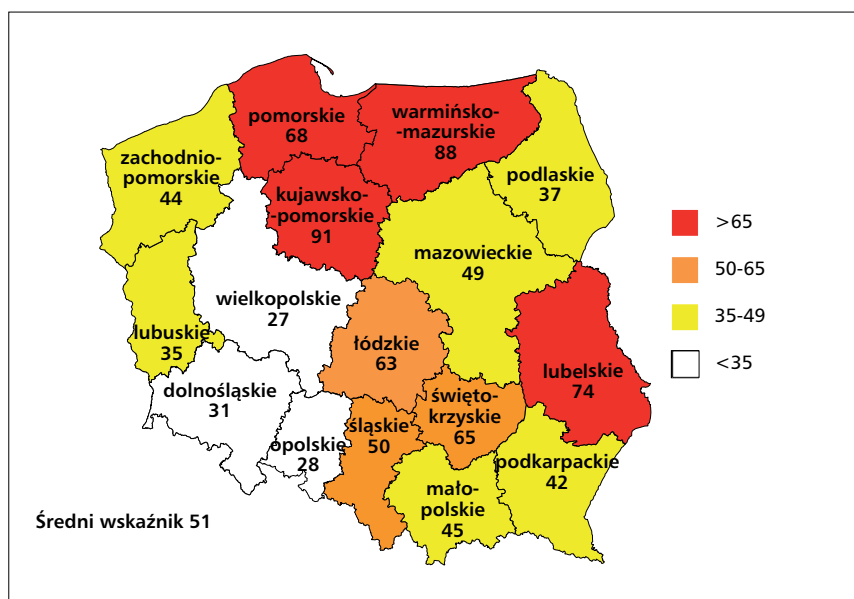 pomorskie
68
warmińsko-
-mazurskie
88
zachodnio-
pomorskie
44
podlaskie
37
kujawsko-
-pomorskie
91
mazowieckie
49
wielkopolskie
27
lubuskie
35
łódzkie
63
lubelskie
74
dolnośląskie
31
święto-
krzyskie
65
śląskie
50
opolskie
28
podkarpackie
42
mało-
polskie
45
>65
50-65
35-49
<35
Średni wskaźnik 51